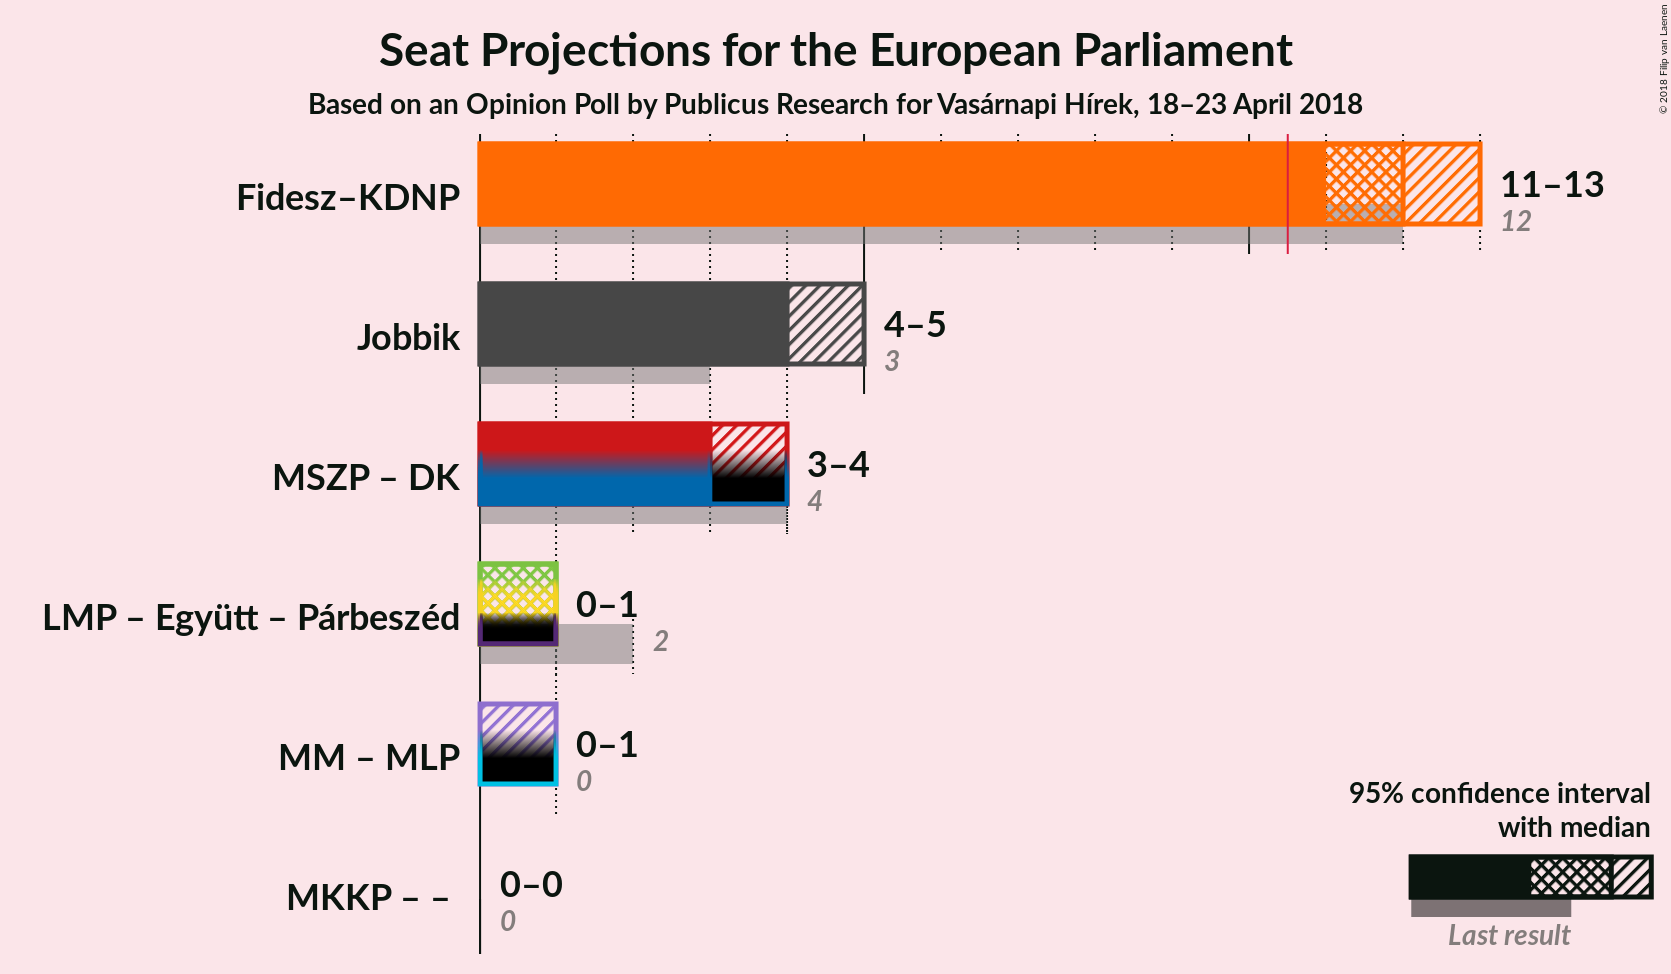 Seat Projections for the European Parliament
Based on an Opinion Poll by Publicus Research for Vasárnapi Hírek, 18–23 April 2018
© 2018 Filip van Laenen
Fidesz–KDNP
11–13
12
Jobbik
4–5
3
MSZP – DK
3–4
4
LMP – Együtt – Párbeszéd
0–1
2
MM – MLP
0–1
0
MKKP – –
0–0
0
95% confidence interval
with median
Last result